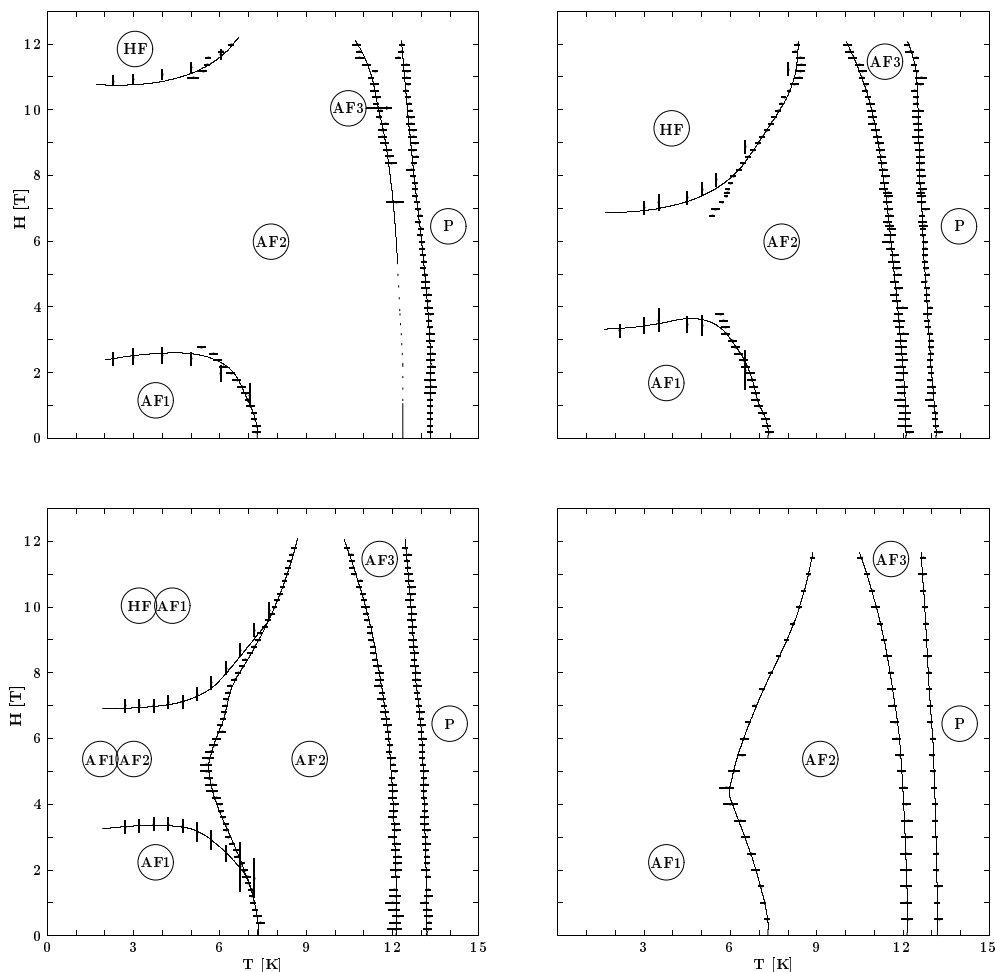 12
10
8
6
4
2
0
H [T]
HF
AF3
P
AF2
AF1
AF3
HF
P
AF2
AF1
12
10
8
6
4
2
0
H [T]
AF3
HF AF1
P
AF1 AF2
AF2
AF1
0 3 6 9 12 15
T [K]
AF3
P
AF2
AF1
3 6 9 12 15
T [K]